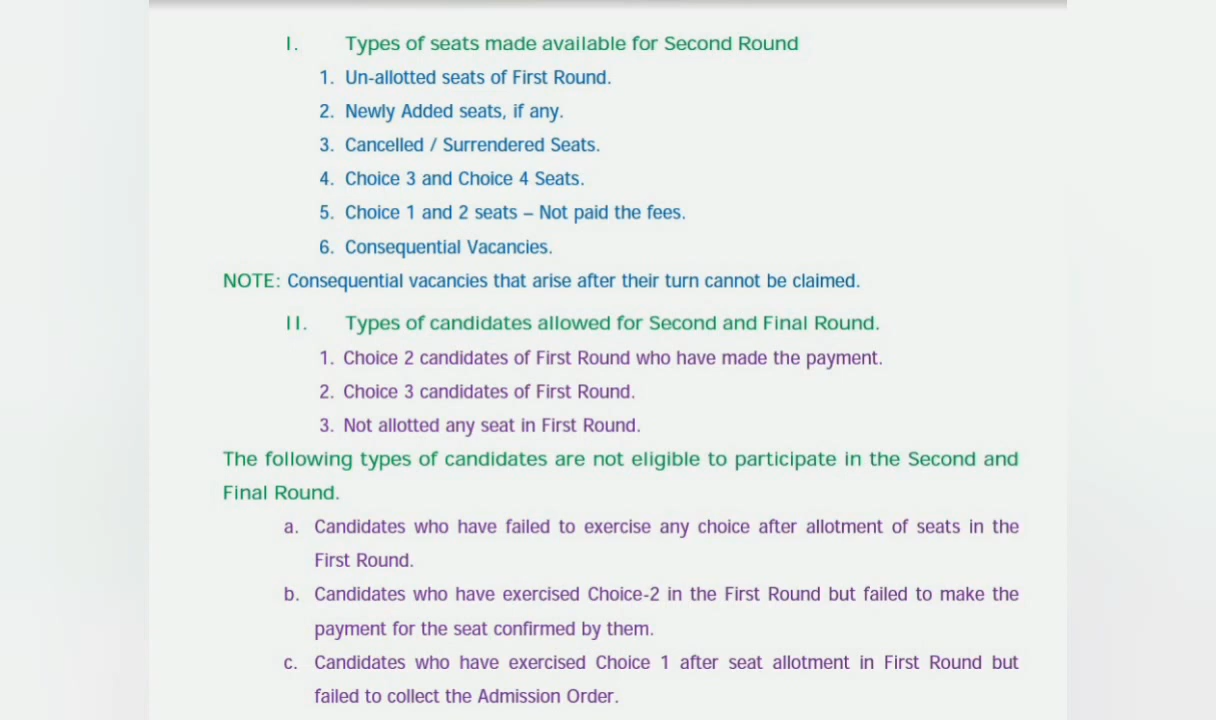 I. Types of seats made available for Second Round
1. Un-allotted seats of First Round.
2. Newly Added seats, if any.
3. Cancelled / Surrendered Seats.
4. Choice 3 and Choice 4 Seats.
5. Choice 1 and 2 seats – Not paid the fees.
6. Consequential Vacancies.
NOTE: Consequential vacancies that arise after their turn cannot be claimed.
II. Types of candidates allowed for Second and Final Round.
1. Choice 2 candidates of First Round who have made the payment.
2. Choice 3 candidates of First Round.
3. Not allotted any seat in First Round.
The following types of candidates are not eligible to participate in the Second and
Final Round.
a. Candidates who have failed to exercise any choice after allotment of seats in the
First Round.
b. Candidates who have exercised Choice-2 in the First Round but failed to make the
payment for the seat confirmed by them.
c. Candidates who have exercised Choice 1 after seat allotment in First Round but
failed to collect the Admission Order.